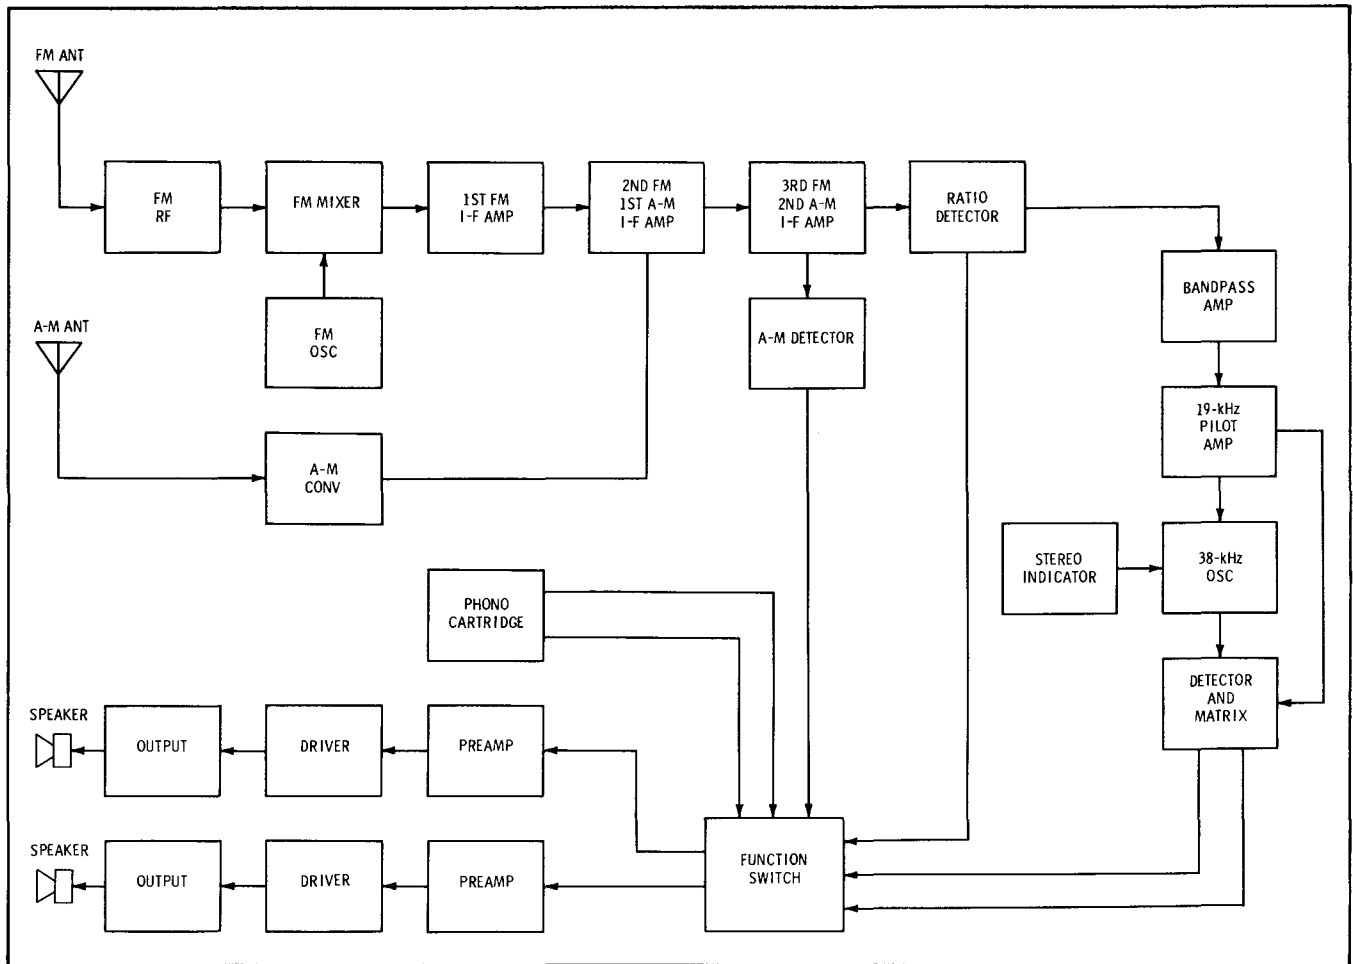 FM ANT
FM
RF
FM MIXER
1ST FM
I-F AMP
2ND FM
1ST A-M
I-F AMP
3RD FM
2ND A-M
I-F AMP
RATIO
DETECTOR
BANDPASS
AMP
A-M ANT
FM
OSC
A-M DETECTOR
19-kHz
PILOT
AMP
A-M
CONV
STEREO
INDICATOR
38-kHz
OSC
PHONO
CARTRIDGE
DETECTOR
AND
MATRIX
SPEAKER
OUTPUT
DRIVER
PREAMP
SPEAKER
OUTPUT
DRIVER
PREAMP
FUNCTION
SWITCH